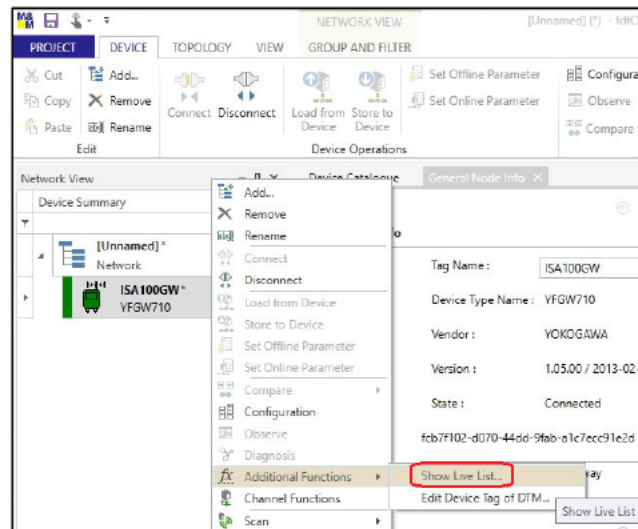 NETWORK VIEW
[Unnamed] (*) - fdtC
PROJECT DEVICE TOPOLOGY VIEW GROUP AND FILTER
Cut Add... Set Offline Parameter Configura
Copy Remove Connect Disconnect Load from Store to Set Online Parameter Observe
Device Device
Paste Rename Compare
Edit Device Operations
Network View Device Catalogue General Node Info
Device Summary
[Unnamed]*
Network
ISA100GW*
YFGW710
Add...
Remove
Rename
Connect
Disconnect
Load from Device
Store to Device
Set Offline Parameter
Set Online Parameter
Compare
Configuration
Observe
Diagnosis
Additional Functions
Channel Functions
Scan
Show Live List...
Edit Device Tag of DTM...
Show Live List
Tag Name : ISA100GW
Device Type Name : YFGW710
Vendor : YOKOGAWA
Version : 1.05.00 / 2013-02-
State : Connected
fcb7f102-d070-44dd-9fab-a1c7ecc91e2d
way